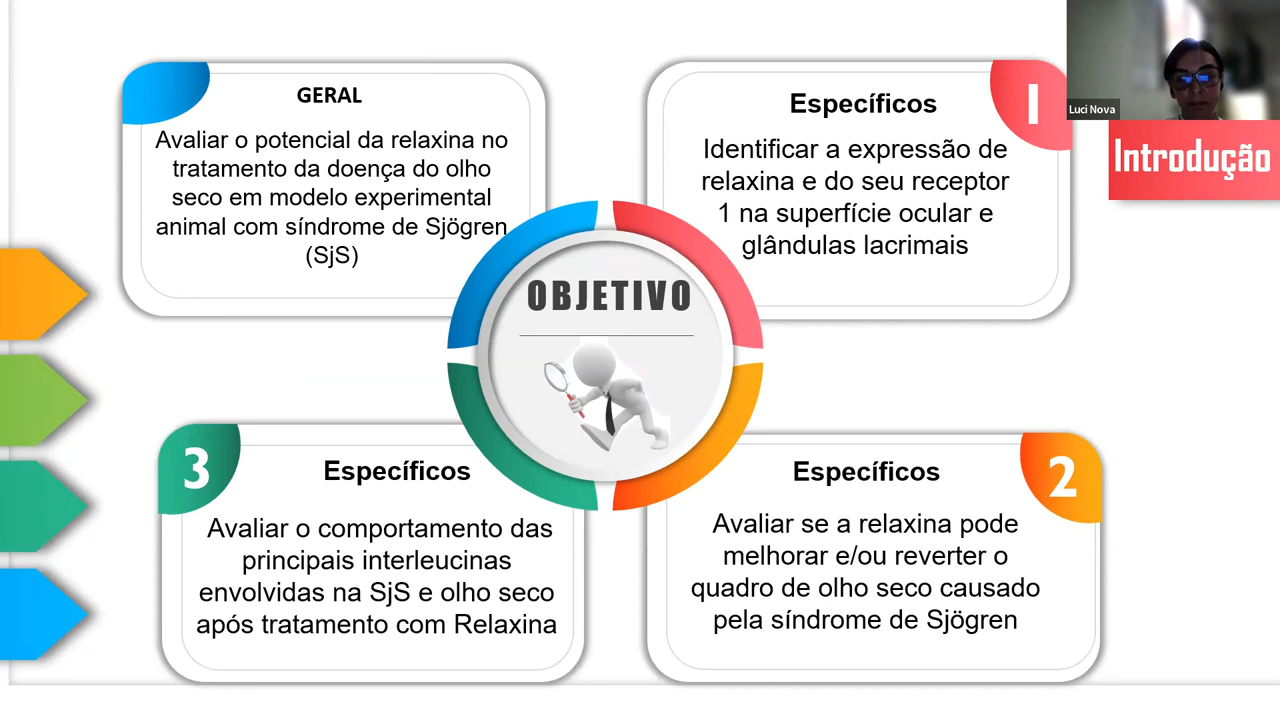 GERAL
Avaliar o potencial da relaxina no
tratamento da doença do olho
seco em modelo experimental
animal com síndrome de Sjögren
(SjS)
Específicos
1
Identificar a expressão de
relaxina e do seu receptor
1 na superfície ocular e
glândulas lacrimais
Luci Nova
Introdução
OBJETIVO
3
Específicos
Avaliar o comportamento das
principais interleucinas
envolvidas na SjS e olho seco
após tratamento com Relaxina
Específicos
2
Avaliar se a relaxina pode
melhorar e/ou reverter o
quadro de olho seco causado
pela síndrome de Sjögren